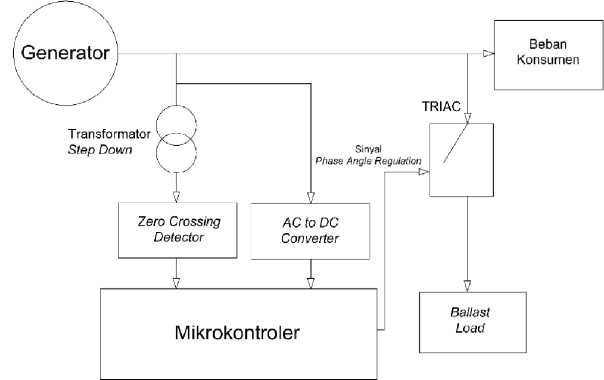 Generator
Beban
Konsumen
TRIAC
Transformator
Step Down
Sinyal
Phase Angle Regulation
Zero Crossing
Detector
AC to DC
Converter
Mikrokontroler
Ballast
Load